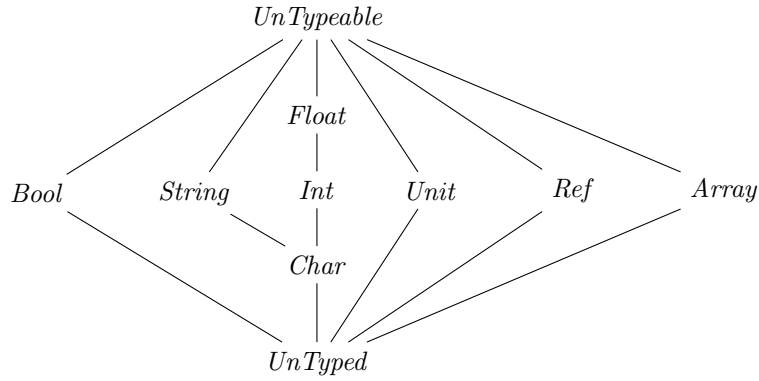 UnTypeable
Float
Bool String Int Unit Ref Array
Char
UnTyped